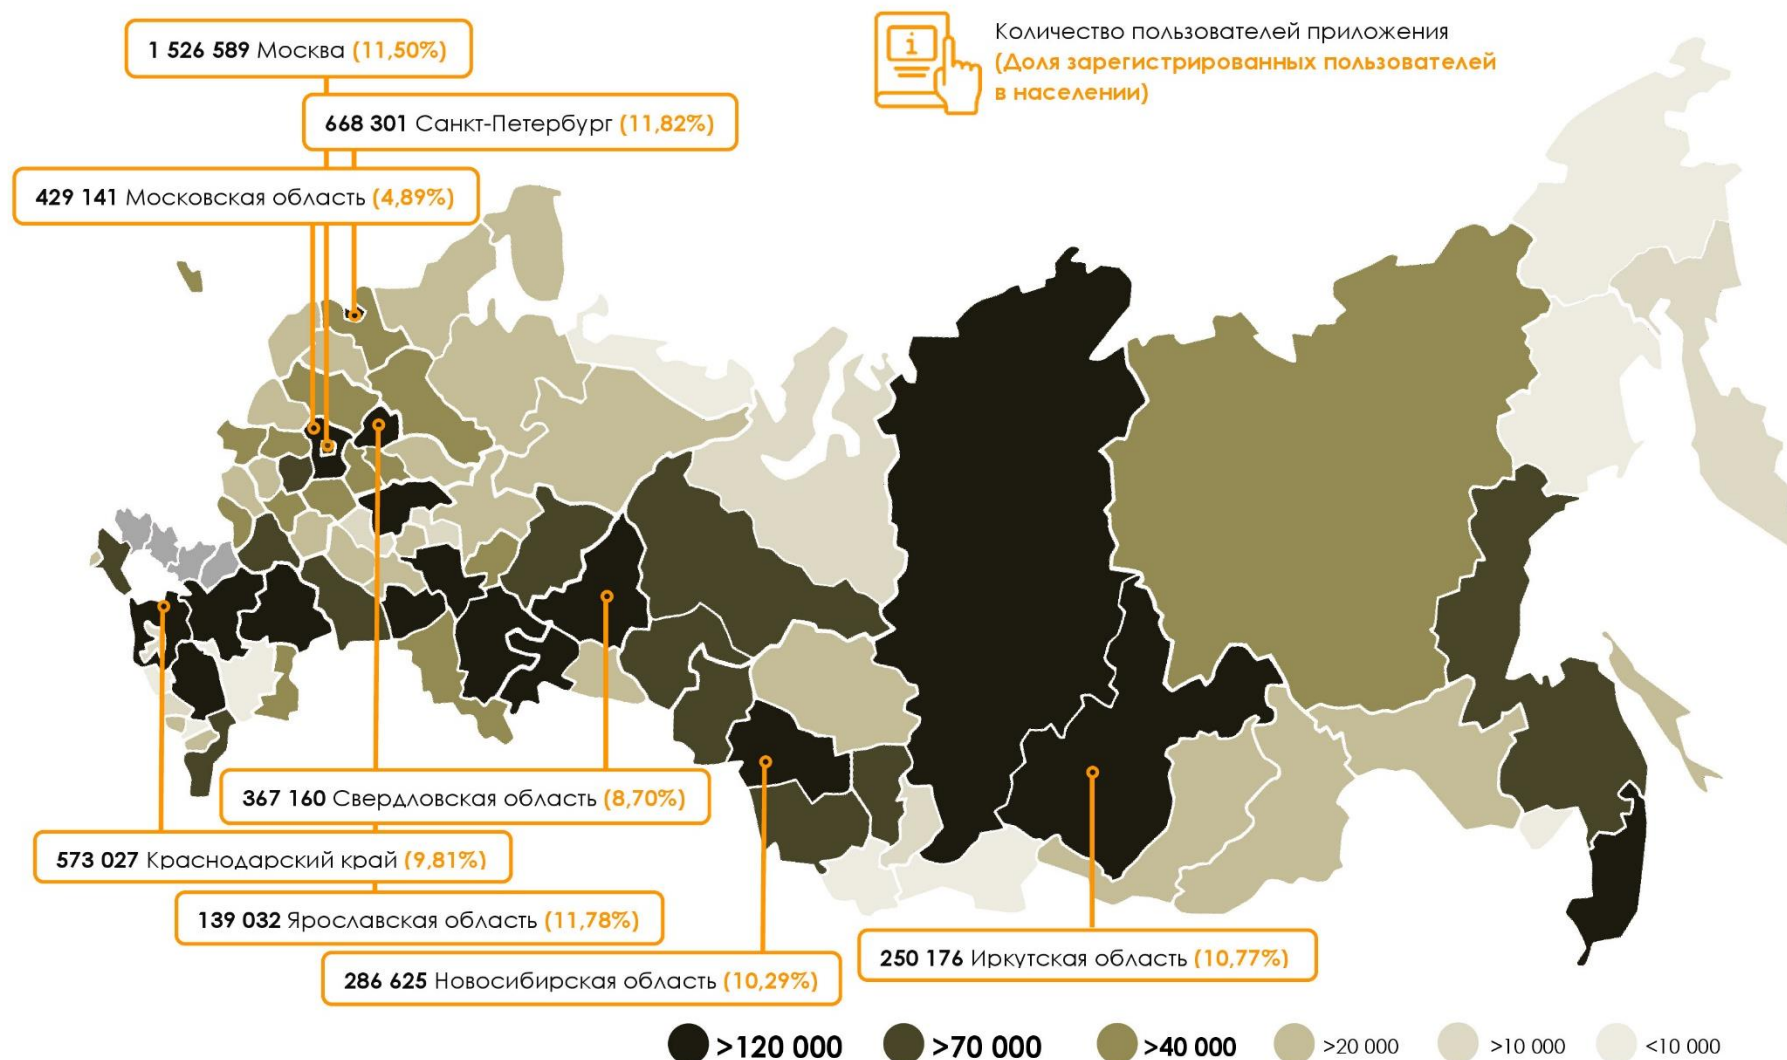 1 526 589 Москва (11,50%)
Количество пользователей приложения
(Доля зарегистрированных пользователей
в населении)
i
668 301 Санкт-Петербург (11,82%)
429 141 Московская область (4,89%)
367 160 Свердловская область (8,70%)
573 027 Краснодарский край (9,81%)
139 032 Ярославская область (11,78%)
286 625 Новосибирская область (10,29%)
250 176 Иркутская область (10,77%)
>120 000 >70 000 >40 000 >20 000 >10 000 <10 000